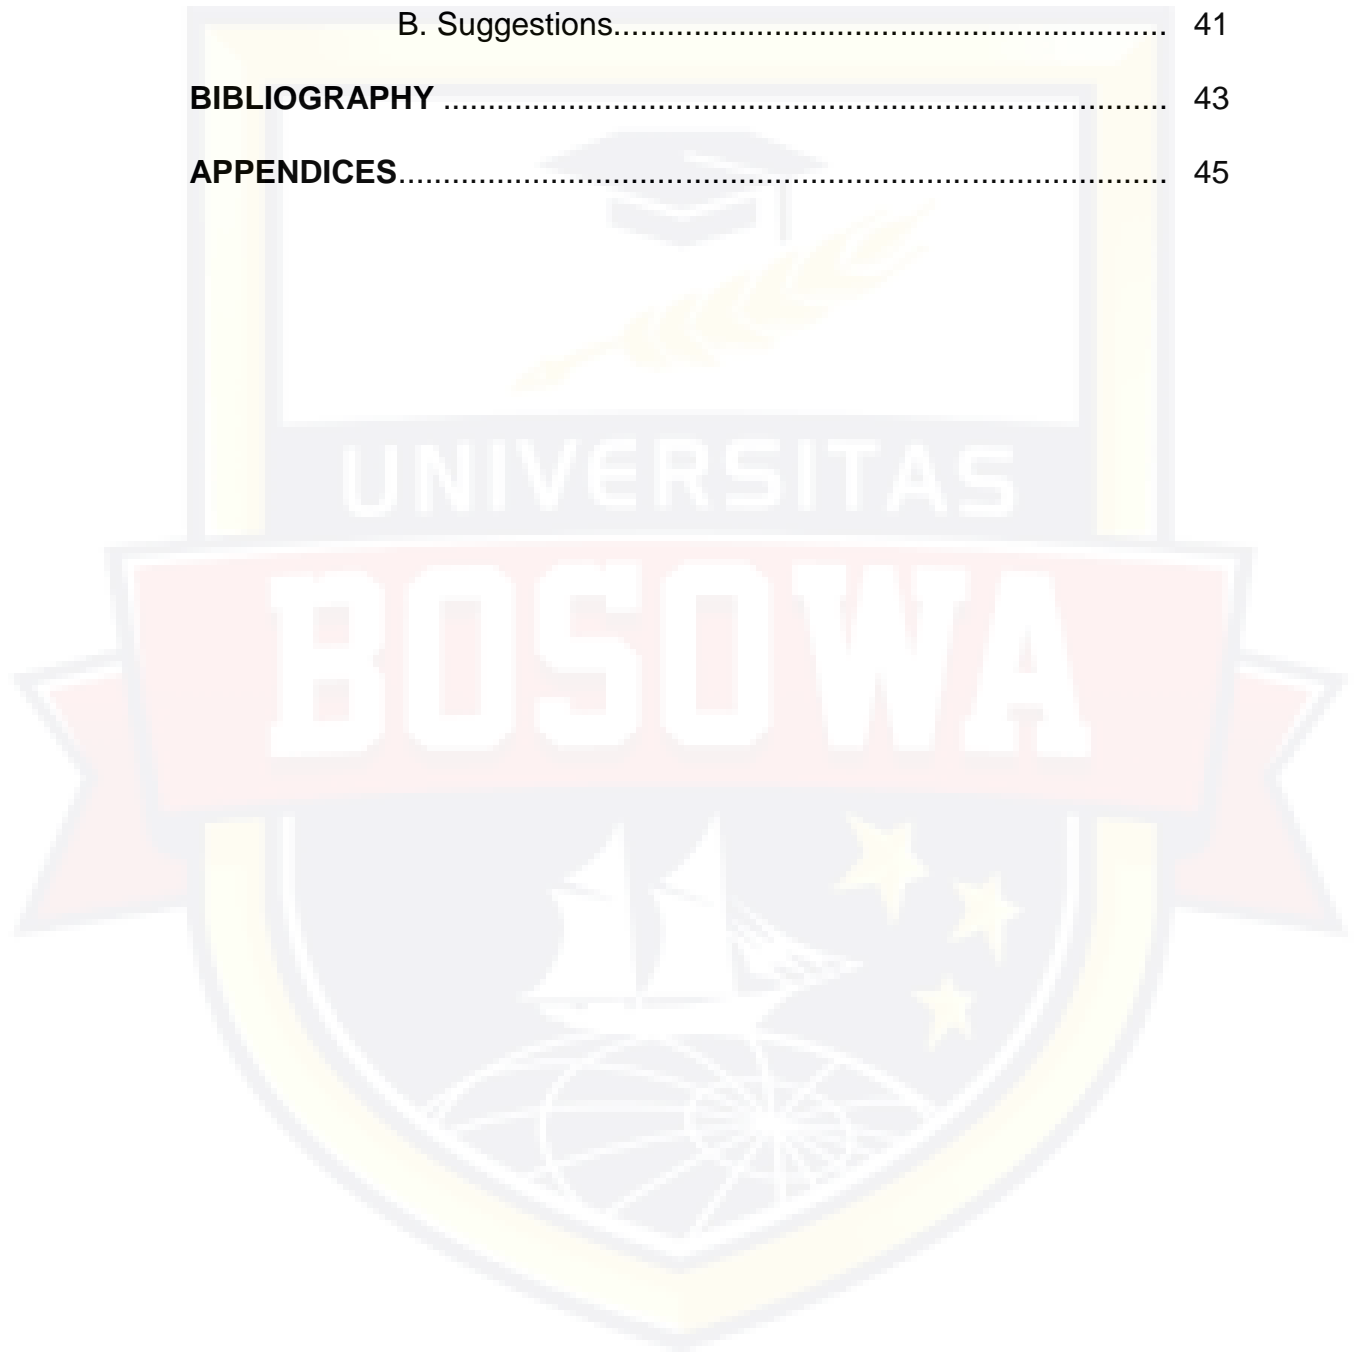 B. Suggestions.............................................................. 41
BIBLIOGRAPHY ................................................................................. 43
APPENDICES...................................................................................... 45
UNIVERSITAS
BOSOWA